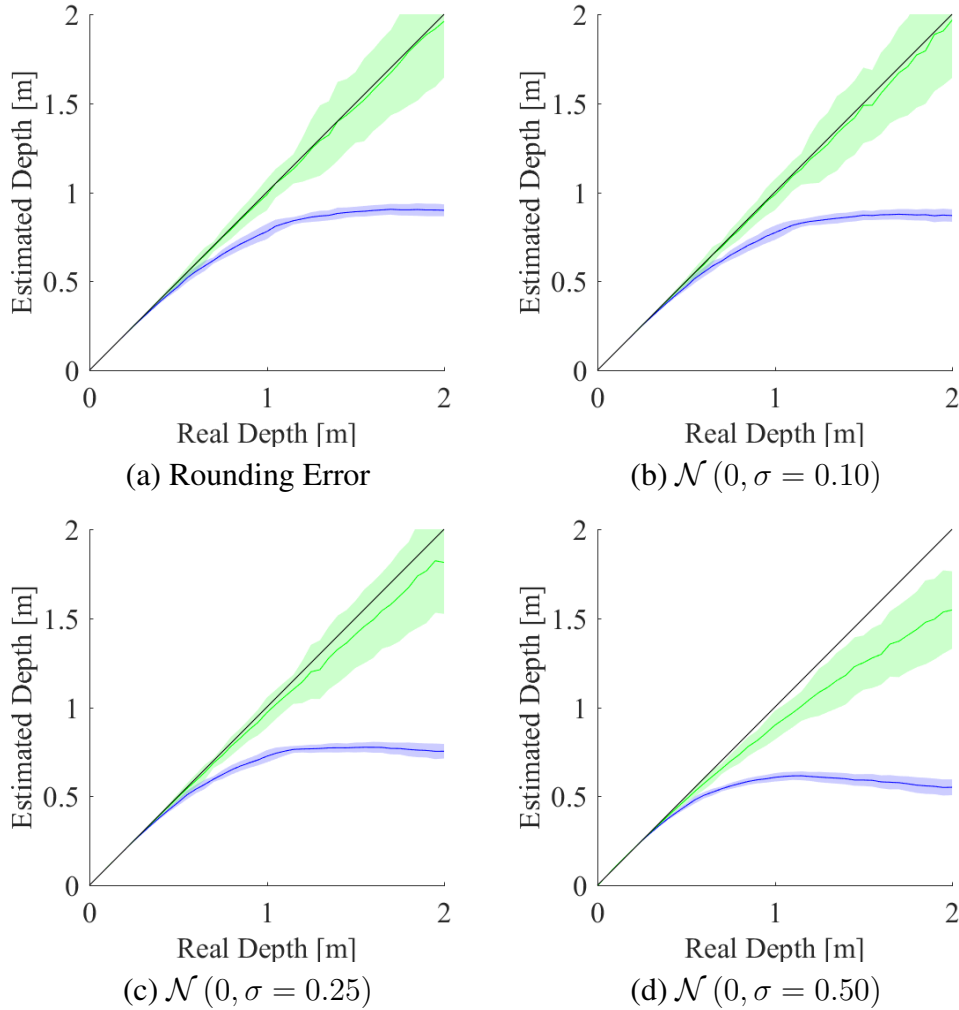 2
2
1.5
1.5
Estimated Depth [m]
Estimated Depth [m]
1
1
0.5
0.5
0
0
0 1 2
0 1 2
Real Depth [m]
Real Depth [m]
(a) Rounding Error
(b) 𝒩 (0, σ = 0.10)
2
2
1.5
1.5
Estimated Depth [m]
Estimated Depth [m]
1
1
0.5
0.5
0
0
0 1 2
0 1 2
Real Depth [m]
Real Depth [m]
(c) 𝒩 (0, σ = 0.25)
(d) 𝒩 (0, σ = 0.50)